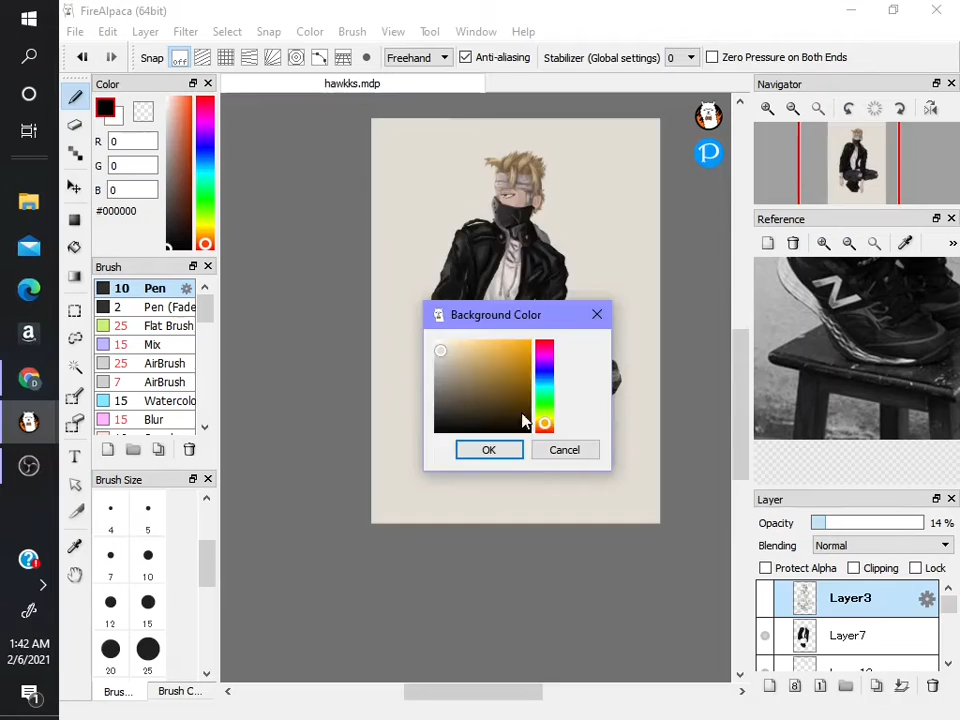 FireAlpaca (64bit)
File Edit Layer Filter Select Snap Color Brush View Tool Window Help
Snap off Freehand Anti-aliasing Stabilizer (Global settings) 0 Zero Pressure on Both Ends
Color
hawkks.mdp
Navigator
R 0
G 0
B 0
#000000
Reference
Brush
10 Pen
2 Pen (Fade
25 Flat Brush
15 Mix
25 AirBrush
7 AirBrush
15 Watercolo
15 Blur
Background Color
OK Cancel
N
Brush Size
4 5
7 10
12 15
20 25
Brus... Brush C...
Layer
Opacity 14 %
Blending Normal
Protect Alpha Clipping Lock
Layer3
Layer7
T
a
D
P
1:42 AM
2/6/2021
1
8 1